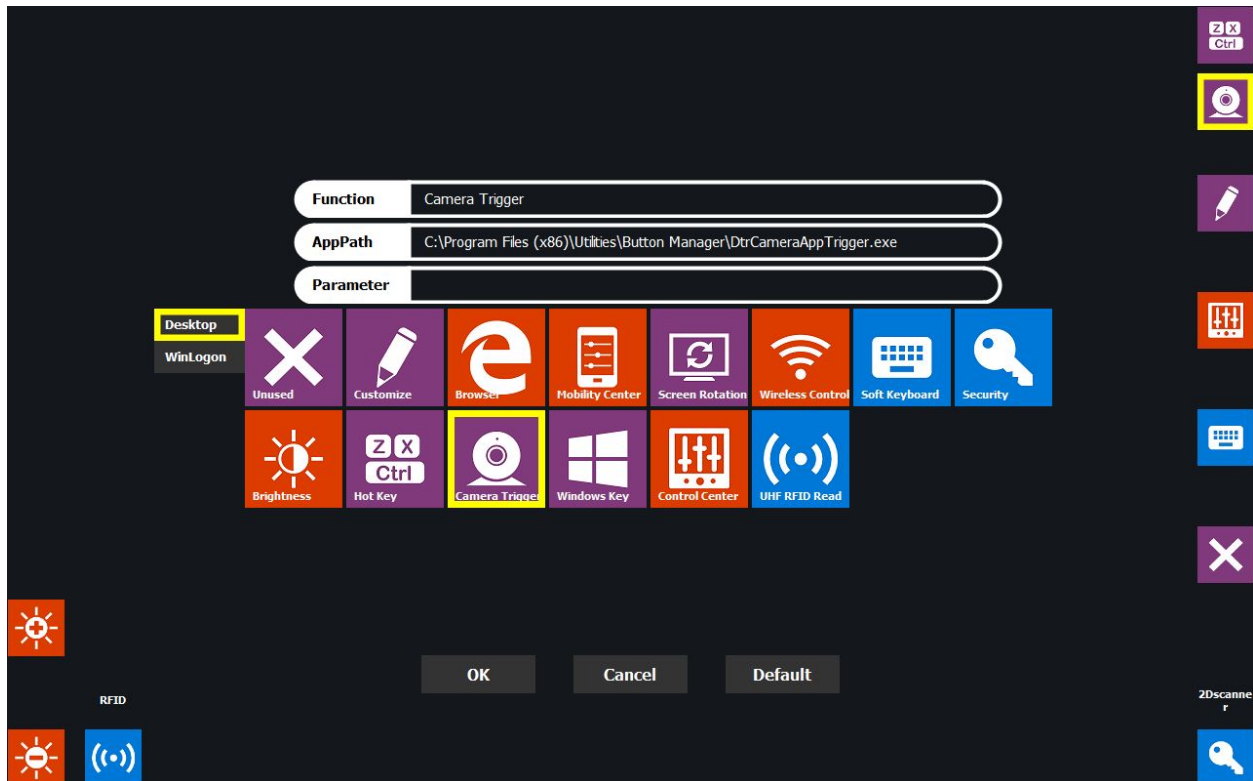 Z X
Ctrl
Function Camera Trigger
AppPath C:\Program Files (x86)\Utilities\Button Manager\DtrCameraAppTrigger.exe
Parameter
Desktop
WinLogon
Unused Customize Browser Mobility Center Screen Rotation Wireless Control Soft Keyboard Security
Z X
Ctrl
Brightness Hot Key Camera Trigger Windows Key Control Center UHF RFID Read
OK Cancel Default
RFID
2Dscanne
r